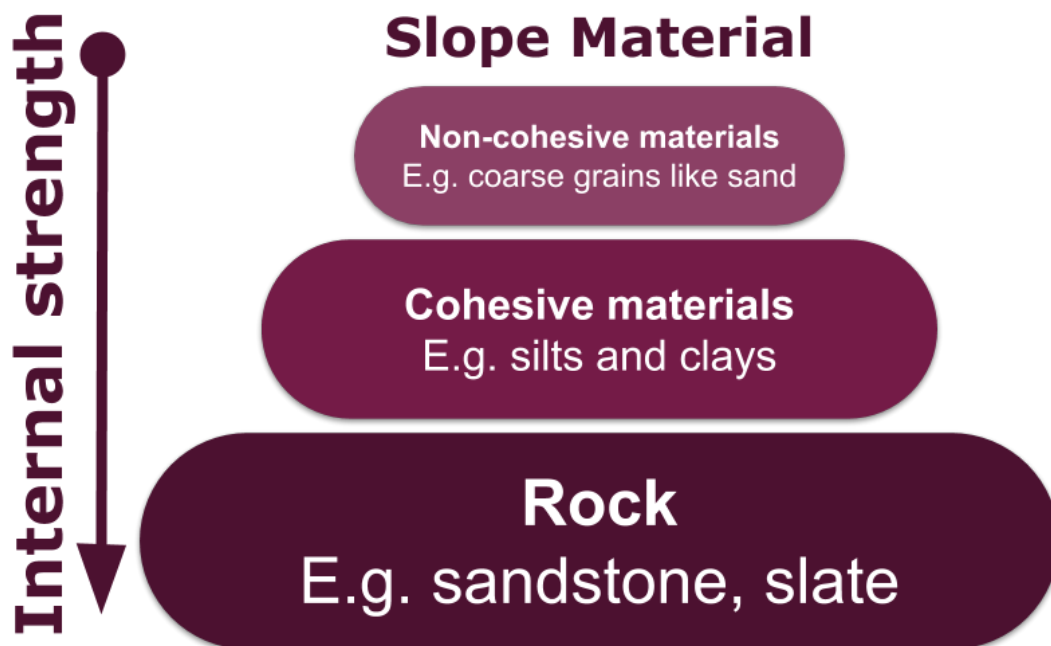 Slope Material
Internal strength
Non-cohesive materials
E.g. coarse grains like sand
Cohesive materials
E.g. silts and clays
Rock
E.g. sandstone, slate